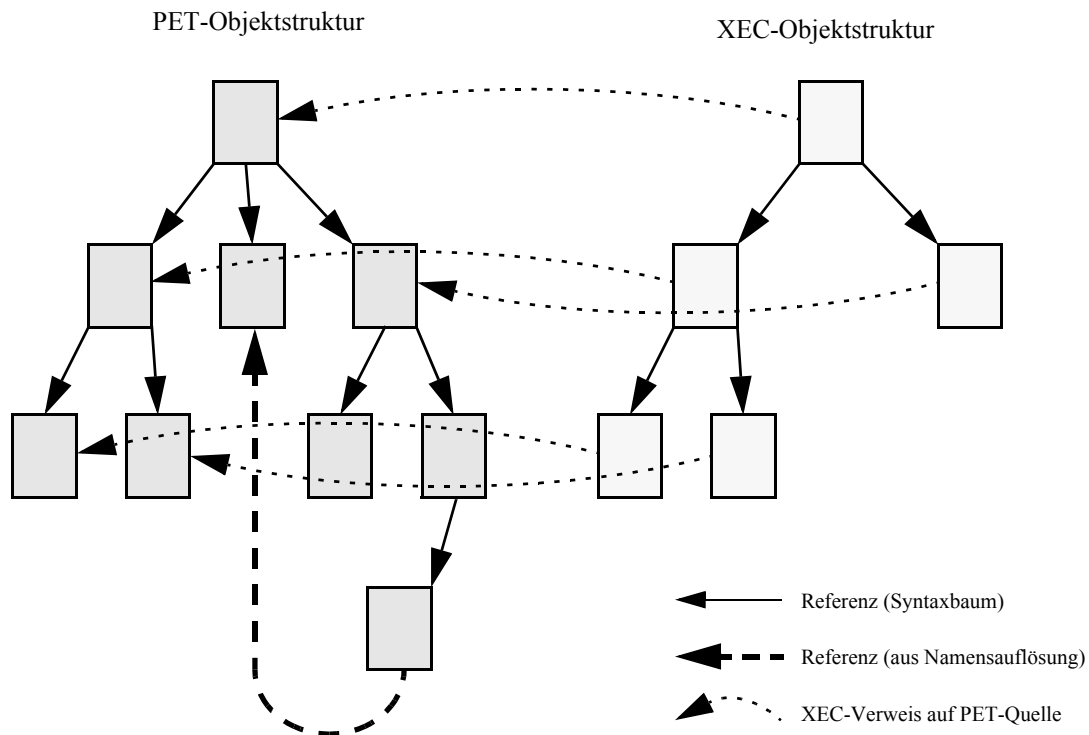 PET-Objektstruktur
XEC-Objektstruktur
Referenz (Syntaxbaum)
Referenz (aus Namensauflösung)
XEC-Verweis auf PET-Quelle